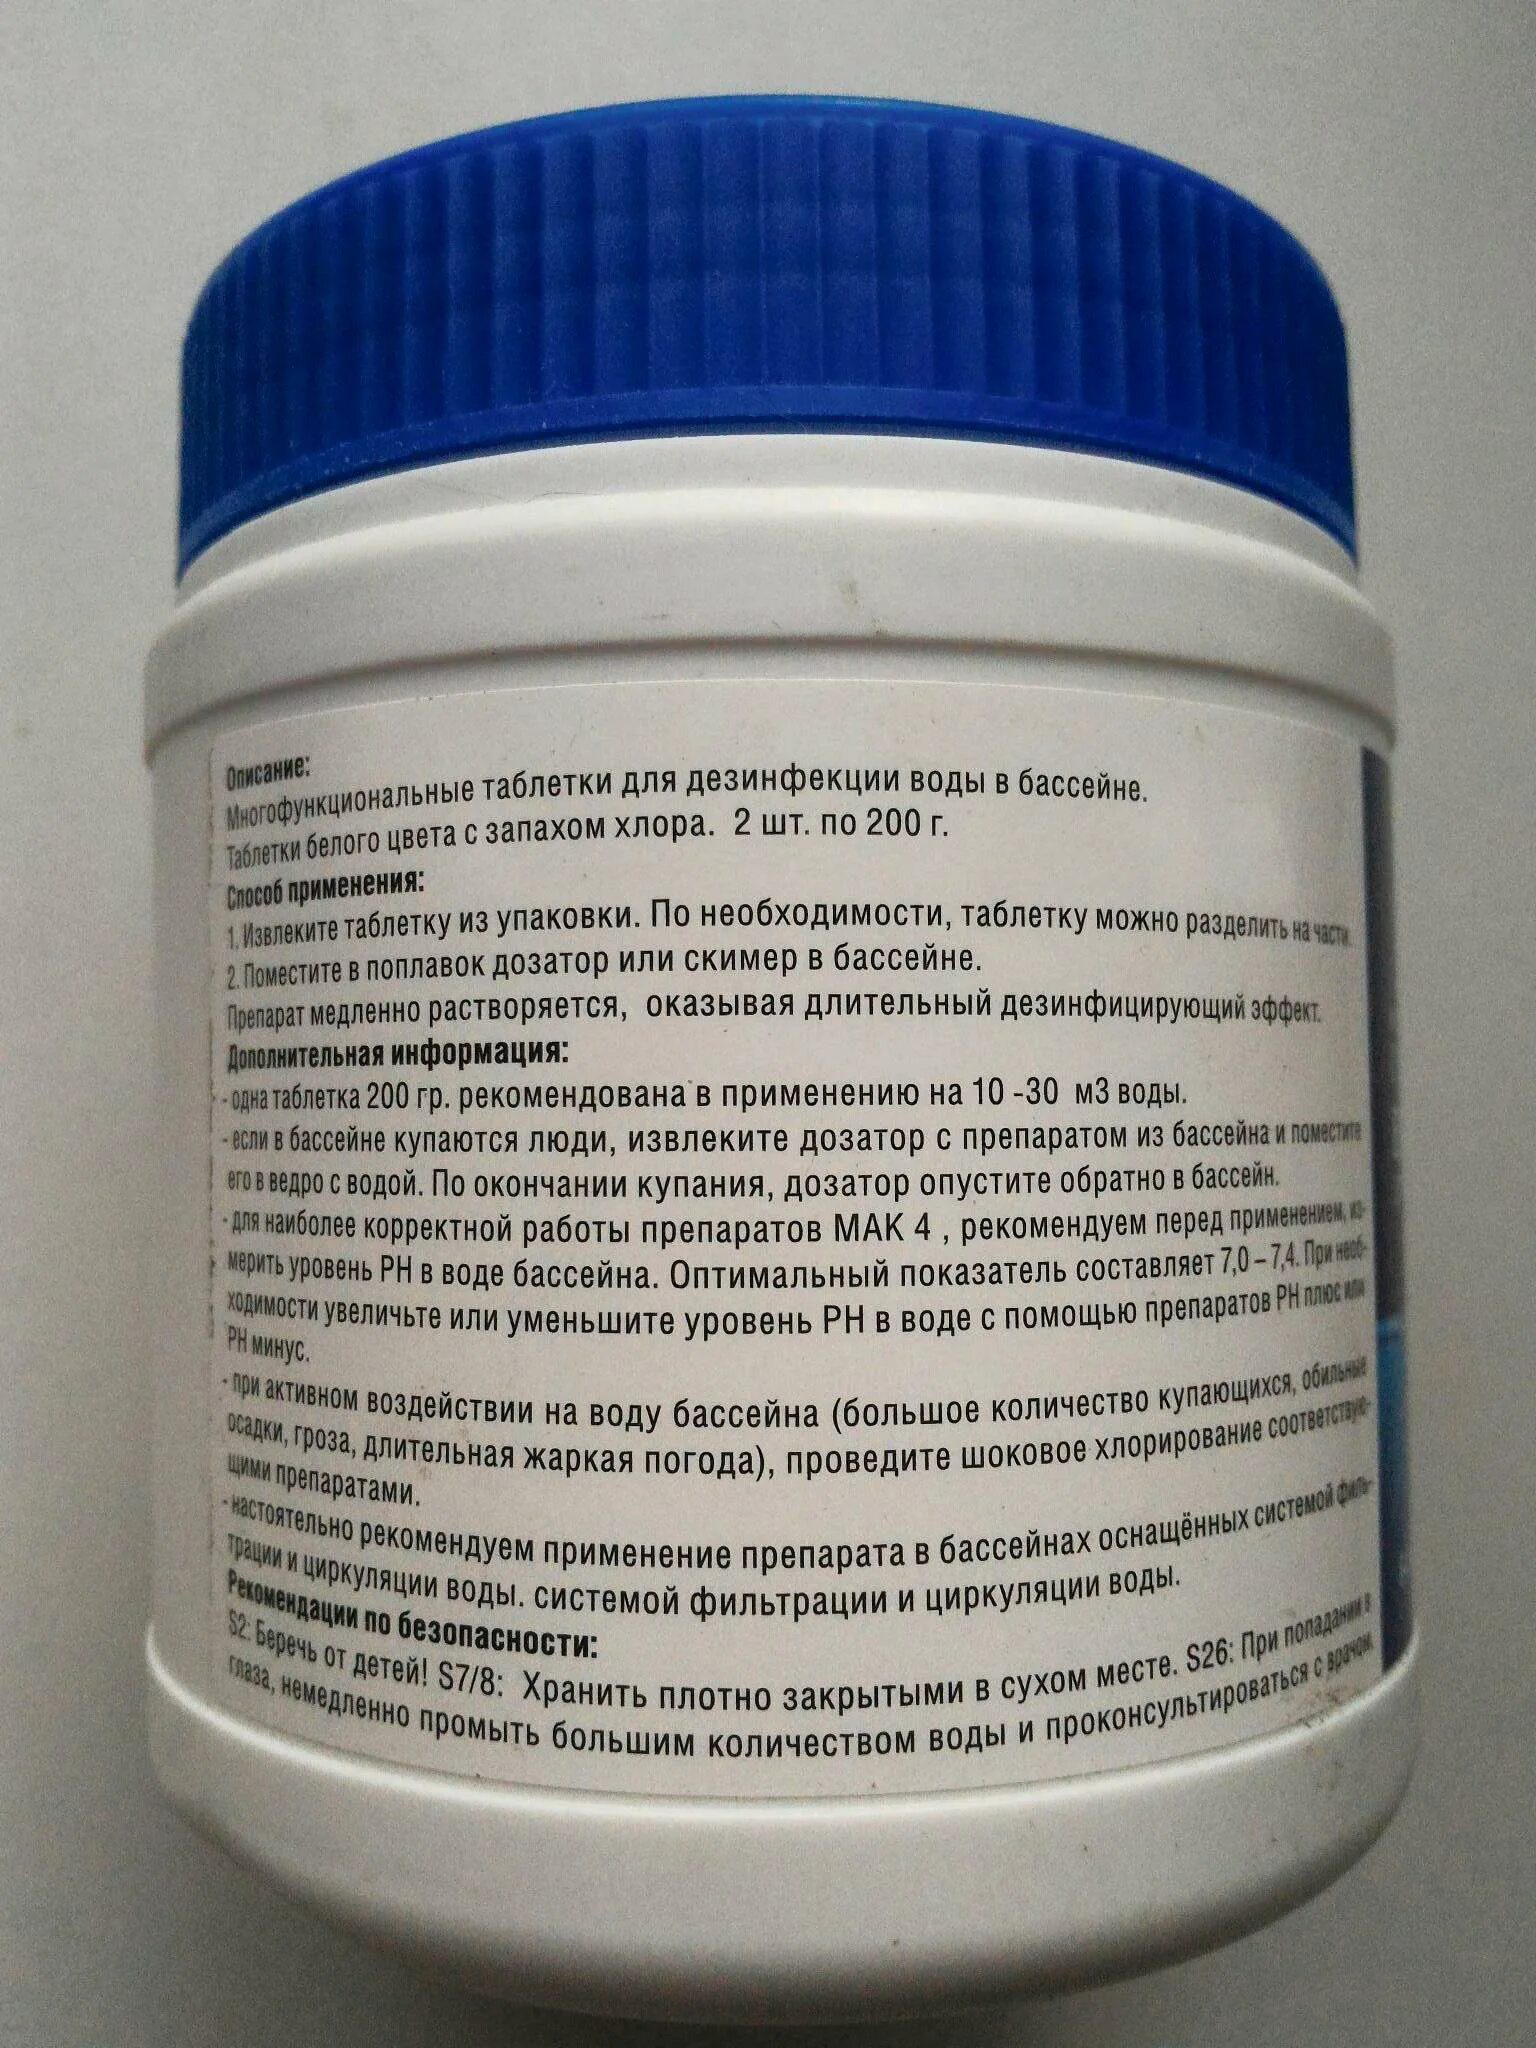 Описание:
Многофункциональные таблетки для дезинфекции воды в бассейне.
Таблетки белого цвета с запахом хлора. 2 шт. по 200 г.
Способ применения:
1. Извлеките таблетку из упаковки. По необходимости, таблетку можно разделить на части.
2. Поместите в поплавок дозатор или скимер в бассейне.
Препарат медленно растворяется, оказывая длительный дезинфицирующий эффект.
Дополнительная информация:
- одна таблетка 200 гр. рекомендована в применению на 10 -30 м3 воды.
- если в бассейне купаются люди, извлеките дозатор с препаратом из бассейна и поместите
его в ведро с водой. По окончании купания, дозатор опустите обратно в бассейн.
- для наиболее корректной работы препаратов МАК 4 , рекомендуем перед применением, из-
мерить уровень РН в воде бассейна. Оптимальный показатель составляет 7,0 – 7,4. При необ-
ходимости увеличьте или уменьшите уровень РН в воде с помощью препаратов РН плюс или
РН минус.
- при активном воздействии на воду бассейна (большое количество купающихся, обильные
осадки, гроза, длительная жаркая погода), проведите шоковое хлорирование соответствую-
щими препаратами.
- настоятельно рекомендуем применение препарата в бассейнах оснащённых системой филь-
трации и циркуляции воды. системой фильтрации и циркуляции воды.
Рекомендации по безопасности:
S2: Беречь от детей! S7/8: Хранить плотно закрытыми в сухом месте. S26: При попадании в
глаза, немедленно промыть большим количеством воды и проконсультироваться с врачом.